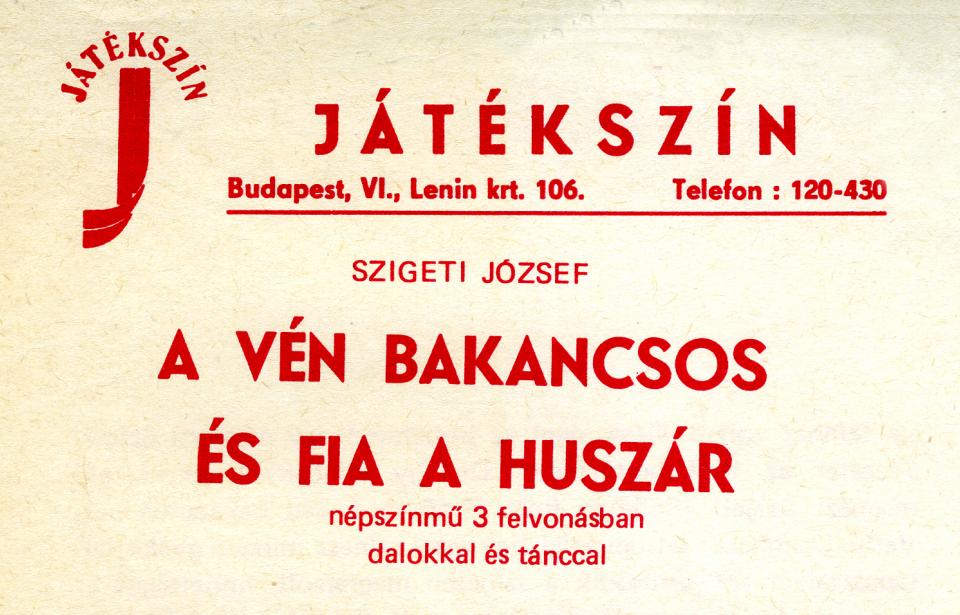 JÁTÉKSZÍN
JÁTÉKSZÍN
Budapest, VI., Lenin krt. 106. Telefon : 120-430
SZIGETI JÓZSEF
A VÉN BAKANCSOS
ÉS FIA A HUSZÁR
népszínmű 3 felvonásban
dalokkal és tánccal